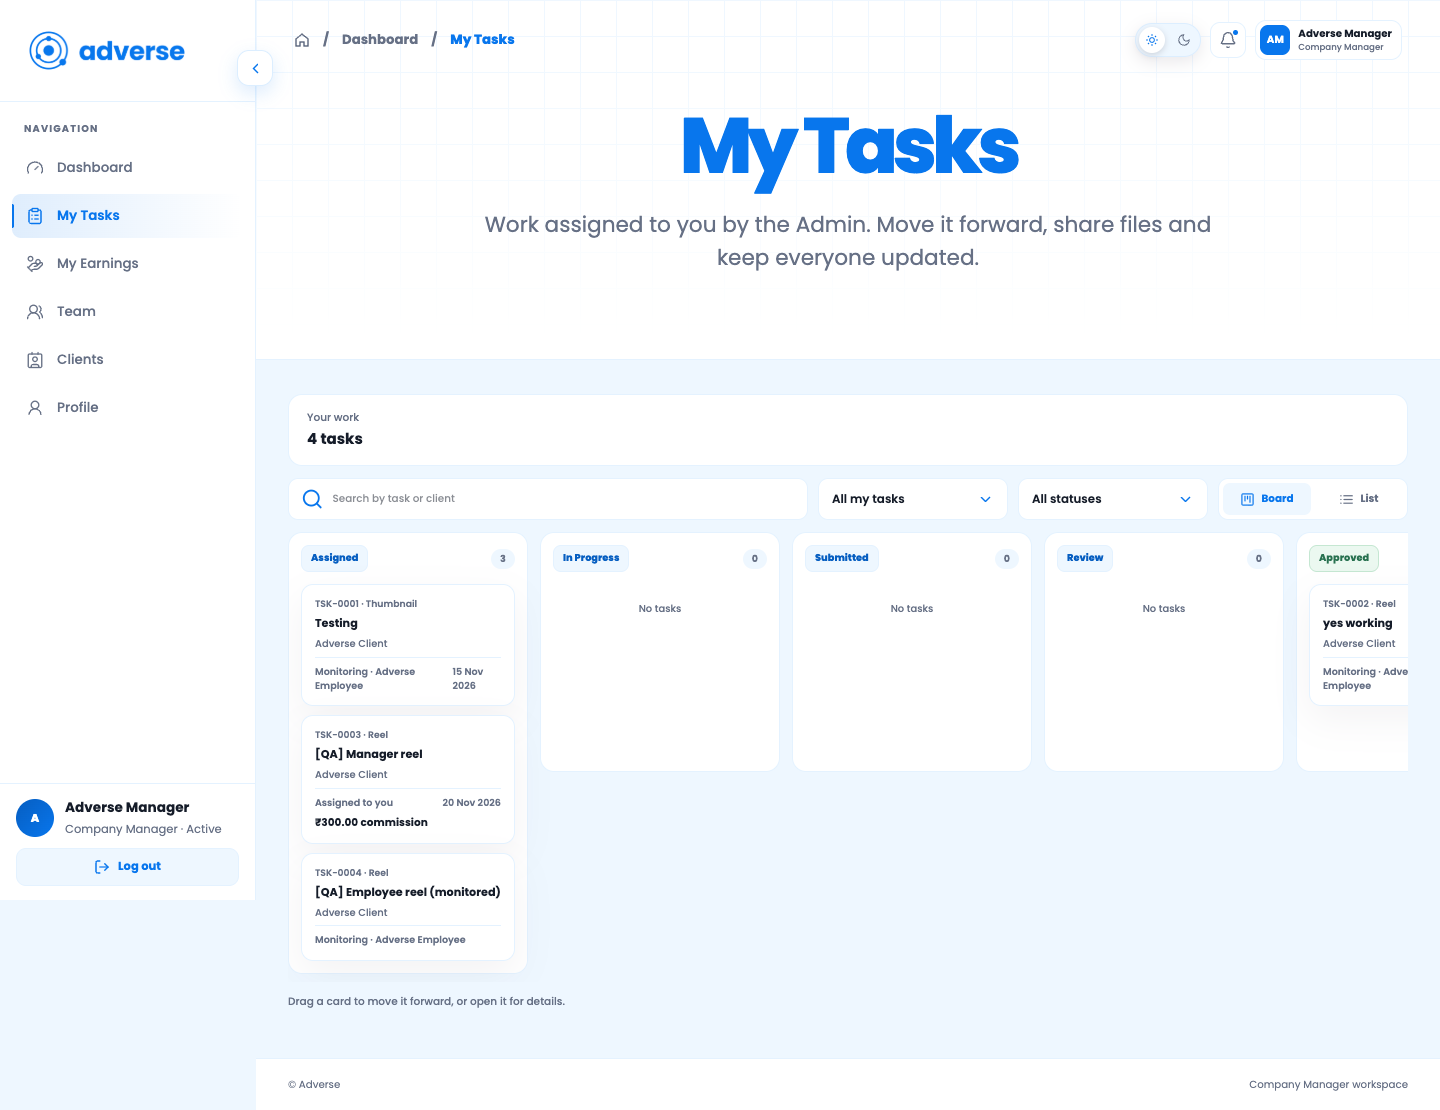 adverse
NAVIGATION
Dashboard
My Tasks
My Earnings
Team
Clients
Profile
Adverse Manager
Company Manager · Active
A
Log out
/ Dashboard / My Tasks
AM
Adverse Manager
Company Manager
My Tasks
Work assigned to you by the Admin. Move it forward, share files and
keep everyone updated.
Your work
4 tasks
Search by task or client
All my tasks
All statuses
Board
List
Assigned
3
TSK-0001 · Thumbnail
Testing
Adverse Client
Monitoring · Adverse
Employee
15 Nov
2026
TSK-0003 · Reel
[QA] Manager reel
Adverse Client
Assigned to you
20 Nov 2026
₹300.00 commission
TSK-0004 · Reel
[QA] Employee reel (monitored)
Adverse Client
Monitoring · Adverse Employee
In Progress
0
No tasks
Submitted
0
No tasks
Review
0
No tasks
Approved
TSK-0002 · Reel
yes working
Adverse Client
Monitoring · Adve
Employee
Drag a card to move it forward, or open it for details.
© Adverse
Company Manager workspace